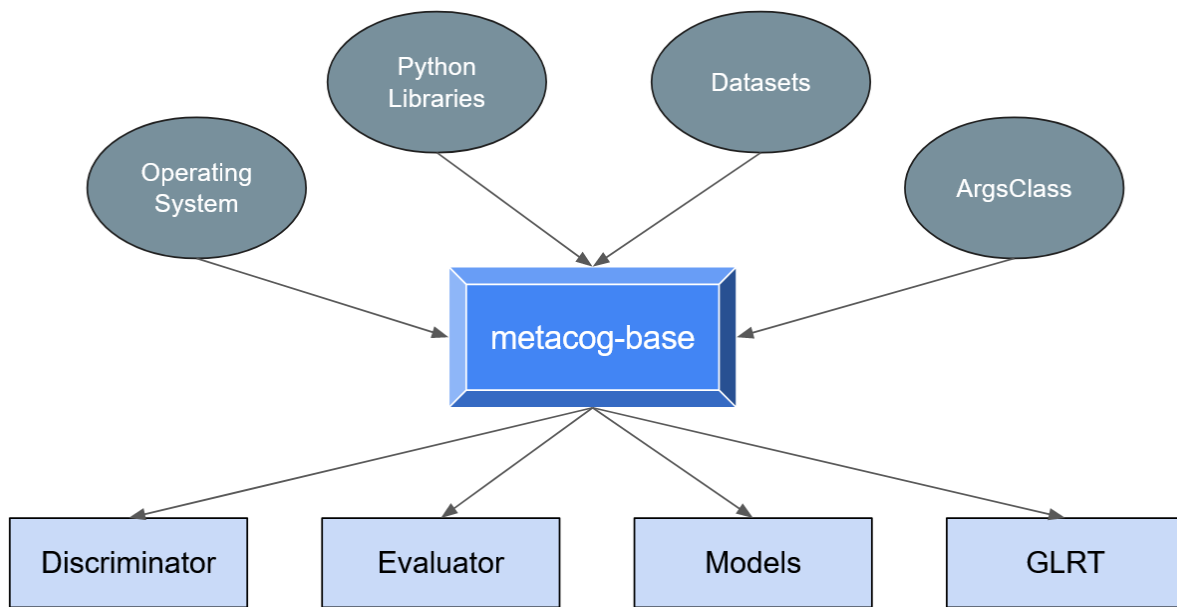 Python
Libraries
Datasets
Operating
System
ArgsClass
metacog-base
Discriminator
Evaluator
Models
GLRT